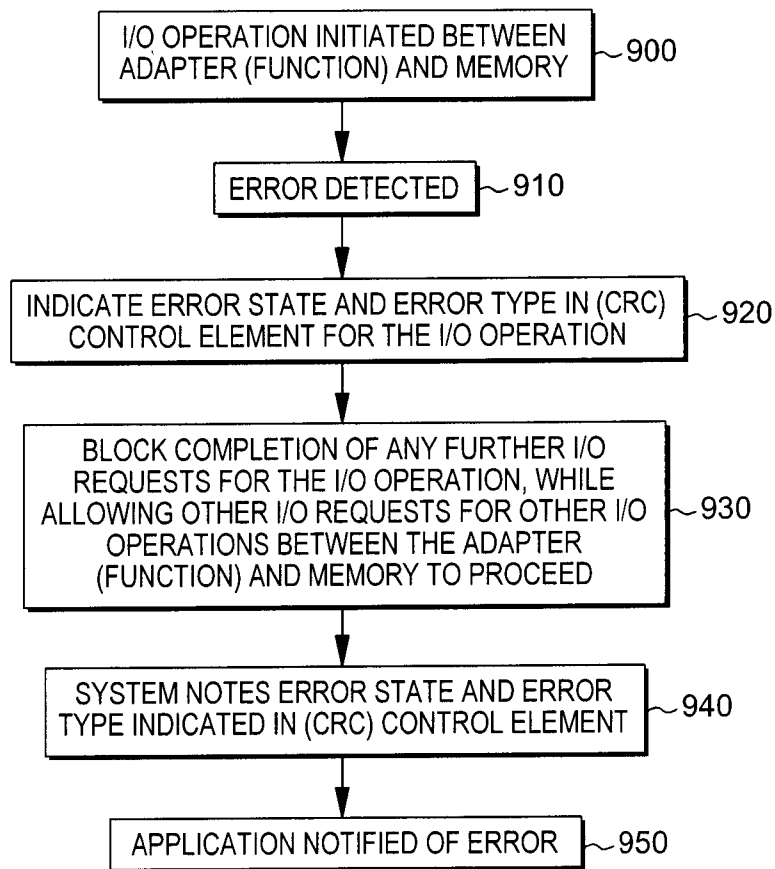 I/O OPERATION INITIATED BETWEEN
ADAPTER (FUNCTION) AND MEMORY
900
ERROR DETECTED
910
INDICATE ERROR STATE AND ERROR TYPE IN (CRC)
CONTROL ELEMENT FOR THE I/O OPERATION
920
BLOCK COMPLETION OF ANY FURTHER I/O
REQUESTS FOR THE I/O OPERATION, WHILE
ALLOWING OTHER I/O REQUESTS FOR OTHER I/O
OPERATIONS BETWEEN THE ADAPTER
(FUNCTION) AND MEMORY TO PROCEED
930
SYSTEM NOTES ERROR STATE AND ERROR
TYPE INDICATED IN (CRC) CONTROL ELEMENT
940
APPLICATION NOTIFIED OF ERROR
950